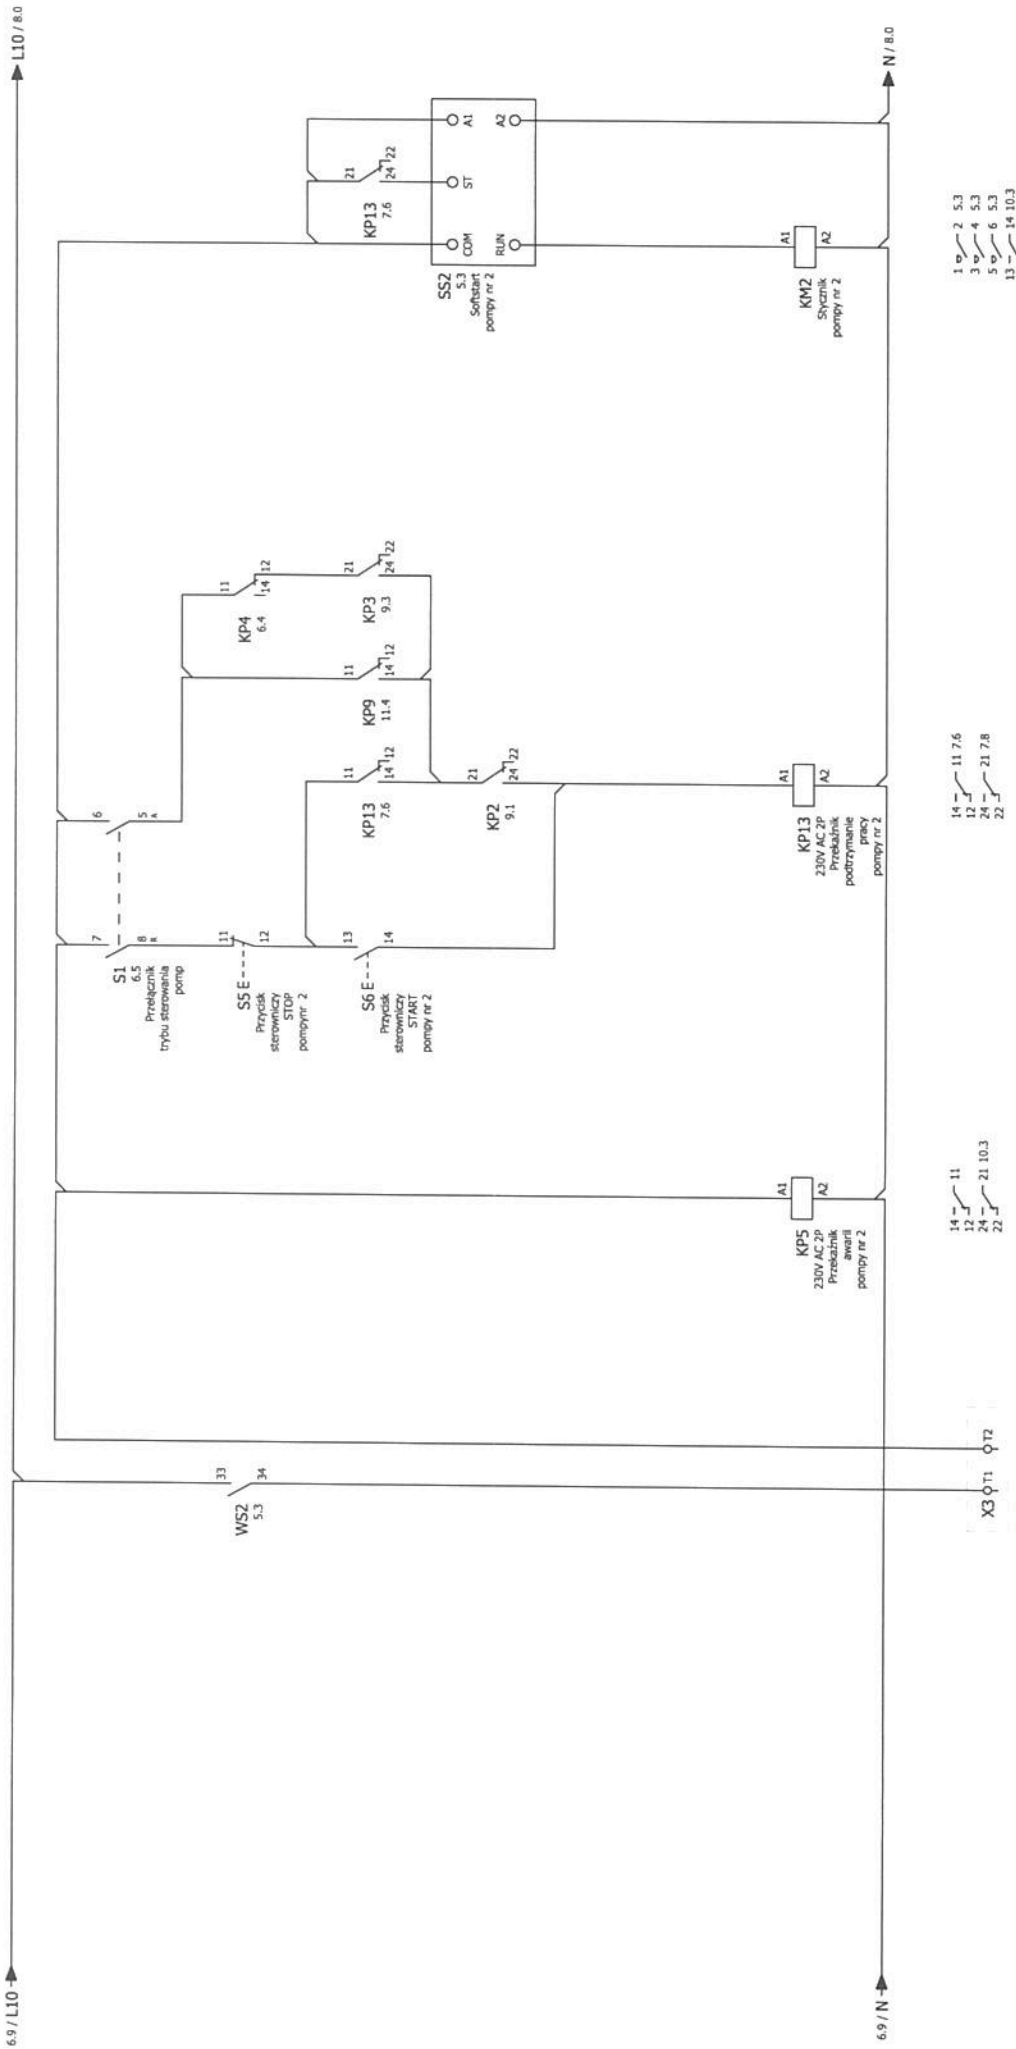 6.9 / L10
L10 / 8.0
33
34
WS2
5.3
X3
T1
T2
7
8
R
S1
6.5
Przełącznik
trybu sterowania
pomp
6
5
A
11
12
S5 E
Przycisk
sterowniczy
STOP
pompynr 2
13
14
S6 E
Przycisk
sterowniczy
START
pompy nr 2
11
14
12
KP13
7.6
11
14
12
KP9
11.4
11
14
12
KP4
6.4
21
24
22
KP3
9.3
21
24
22
KP2
9.1
21
24
22
KP13
7.6
COM
ST
A1
RUN
A2
SS2
5.3
Softstart
pompy nr 2
A1
A2
KP5
230V AC 2P
Przekaźnik
awarii
pompy nr 2
A1
A2
KP13
230V AC 2P
Przekaźnik
podtrzymanie
pracy
pompy nr 2
A1
A2
KM2
Stycznik
pompy nr 2
6.9 / N
N / 8.0
14 11
12
24 21 10.3
22
14 11 7.6
12
24 21 7.8
22
1 2 5.3
3 4 5.3
5 6 5.3
13 14 10.3